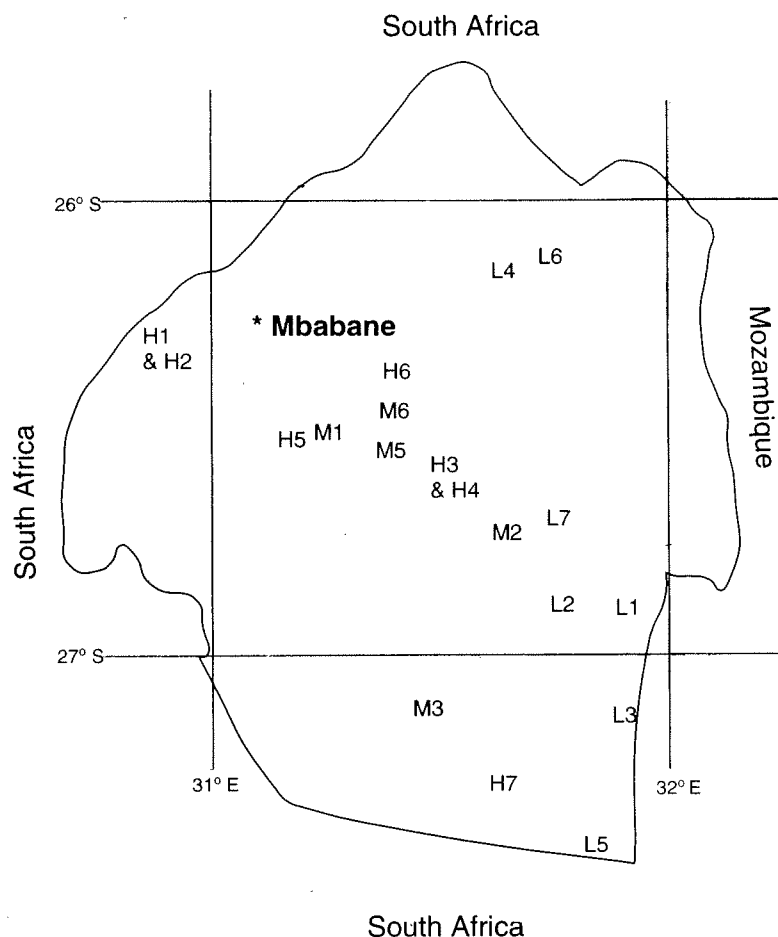 South Africa
26° S
L6
L4
* Mbabane
H1
& H2
Mozambique
H6
M6
M1
H5
M5
H3
& H4
South Africa
L7
M2
L2
L1
27° S
M3
L3
31° E
H7
32° E
L5
South Africa